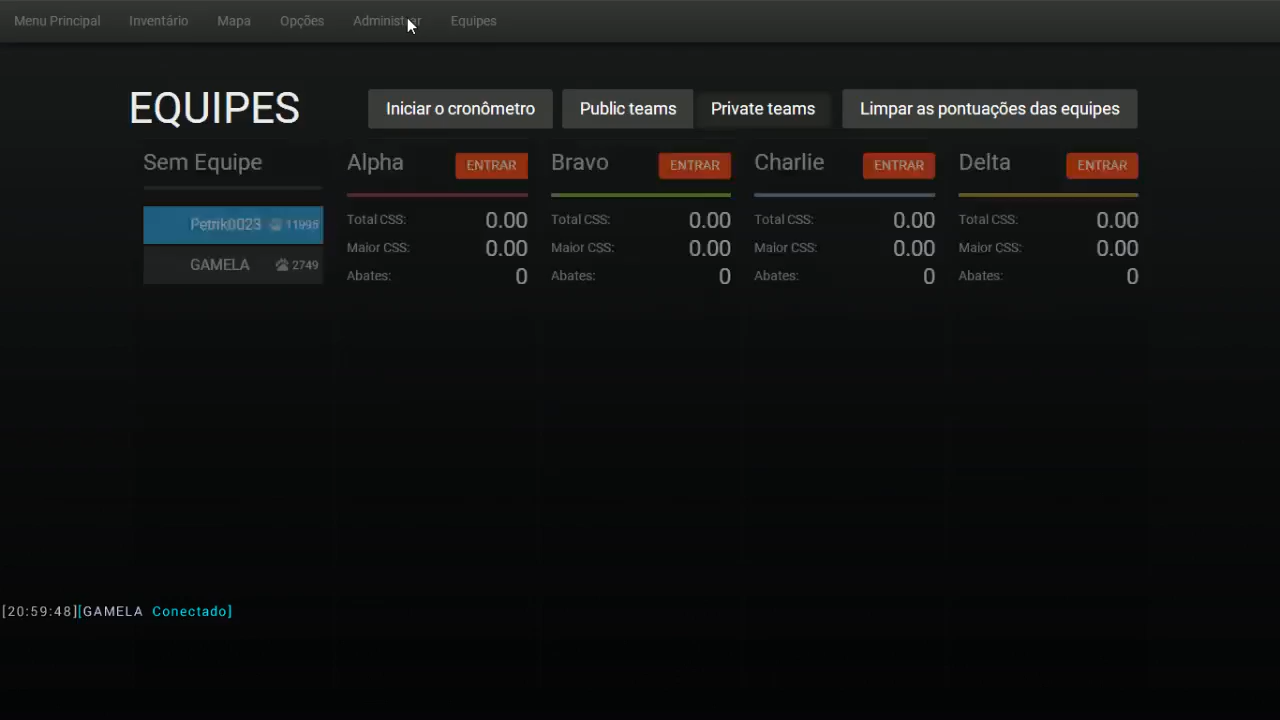 Menu Principal Inventário Mapa Opções Administrar Equipes
EQUIPES Iniciar o cronômetro Public teams Private teams Limpar as pontuações das equipes
Sem Equipe Alpha ENTRAR Bravo ENTRAR Charlie ENTRAR Delta ENTRAR
Total CSS: 0.00 Total CSS: 0.00 Total CSS: 0.00 Total CSS: 0.00
Petrik0023 11995
Maior CSS: 0.00 Maior CSS: 0.00 Maior CSS: 0.00 Maior CSS: 0.00
GAMELA 2749
Abates: 0 Abates: 0 Abates: 0 Abates: 0
[20:59:48][GAMELA Conectado]